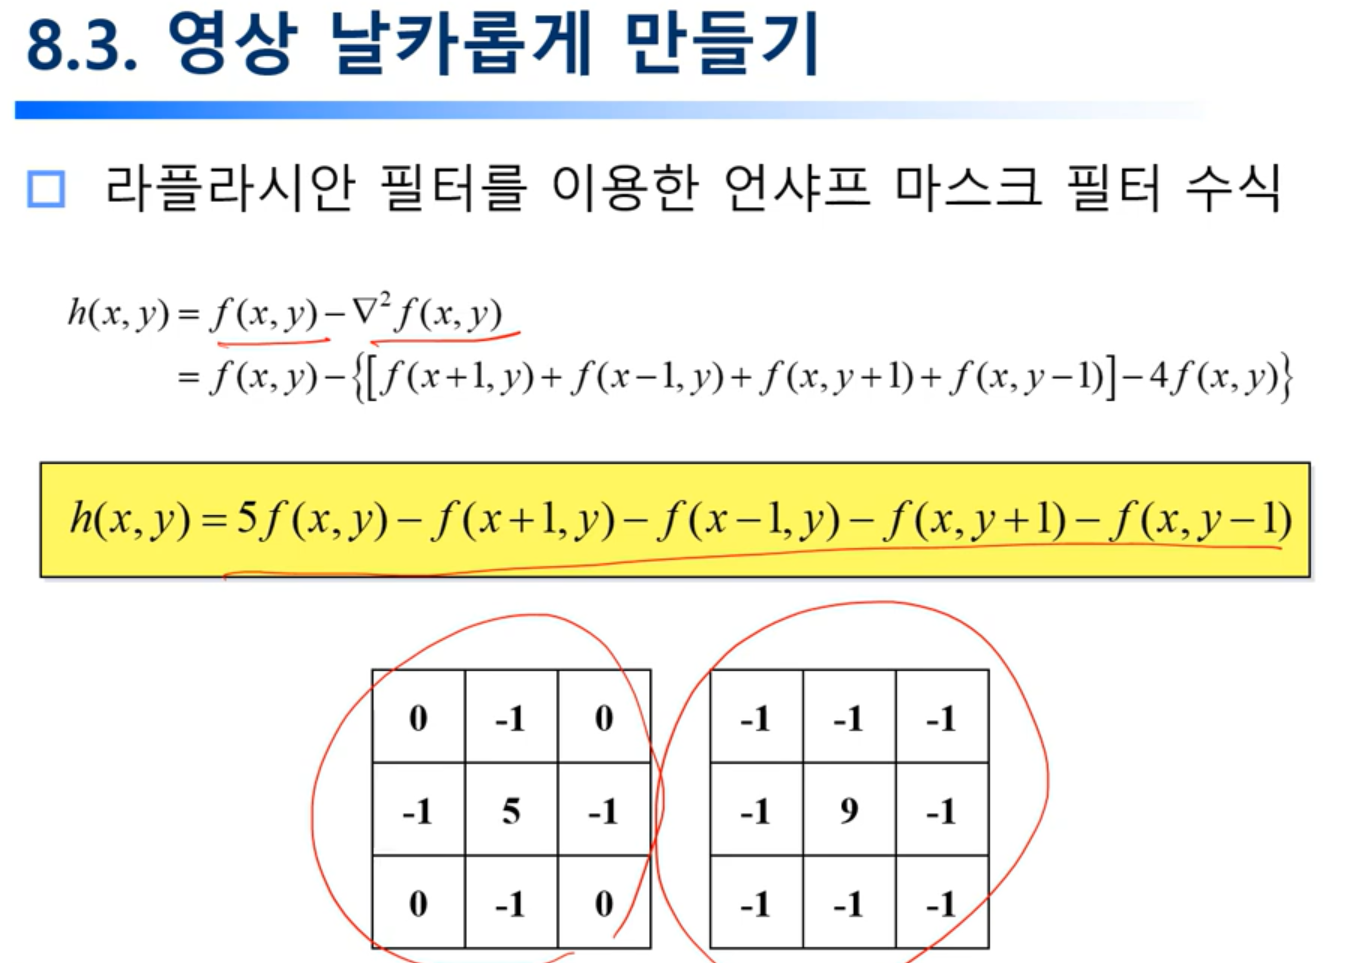 8.3. 영상 날카롭게 만들기
라플라시안 필터를 이용한 언샤프 마스크 필터 수식
h(x, y) = f(x, y) − ∇²f(x, y)
= f(x, y) − {[f(x+1, y) + f(x−1, y) + f(x, y+1) + f(x, y−1)] − 4f(x, y)}
h(x, y) = 5f(x, y) − f(x+1, y) − f(x−1, y) − f(x, y+1) − f(x, y−1)
0 -1 0
-1 5 -1
0 -1 0
-1 -1 -1
-1 9 -1
-1 -1 -1